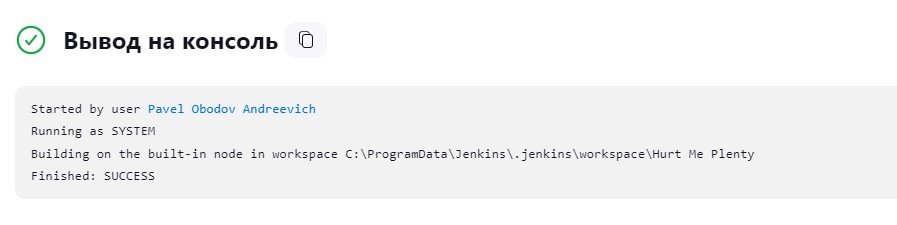 Вывод на консоль
Started by user Pavel Obodov Andreevich
Running as SYSTEM
Building on the built-in node in workspace C:\ProgramData\Jenkins\.jenkins\workspace\Hurt Me Plenty
Finished: SUCCESS